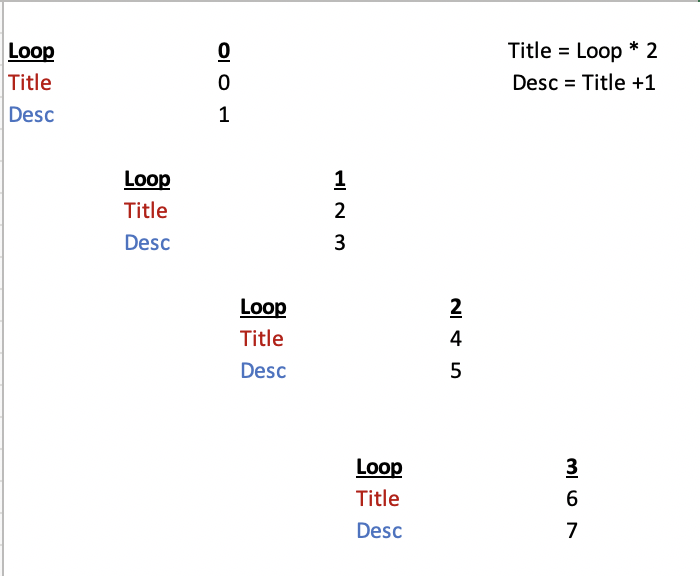 Loop 0 Title = Loop * 2
Title 0 Desc = Title +1
Desc 1
Loop 1
Title 2
Desc 3
Loop 2
Title 4
Desc 5
Loop 3
Title 6
Desc 7